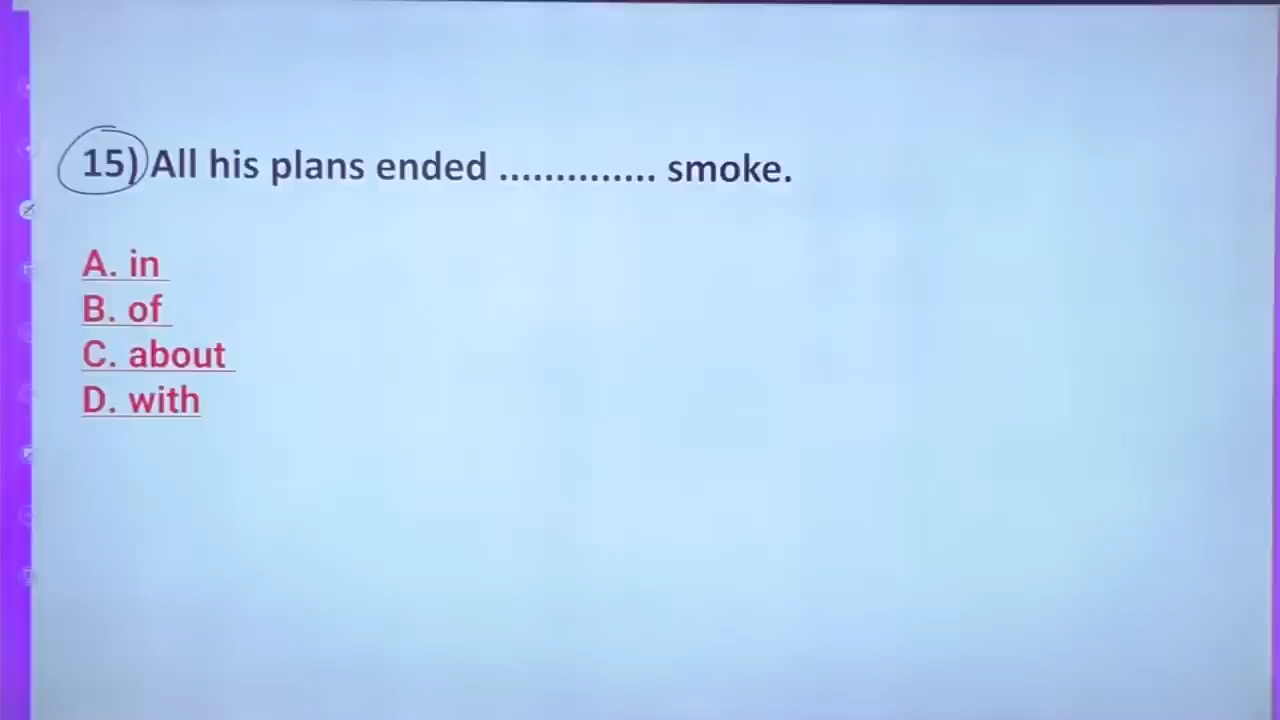 15) All his plans ended .............. smoke.
A. in
B. of
C. about
D. with